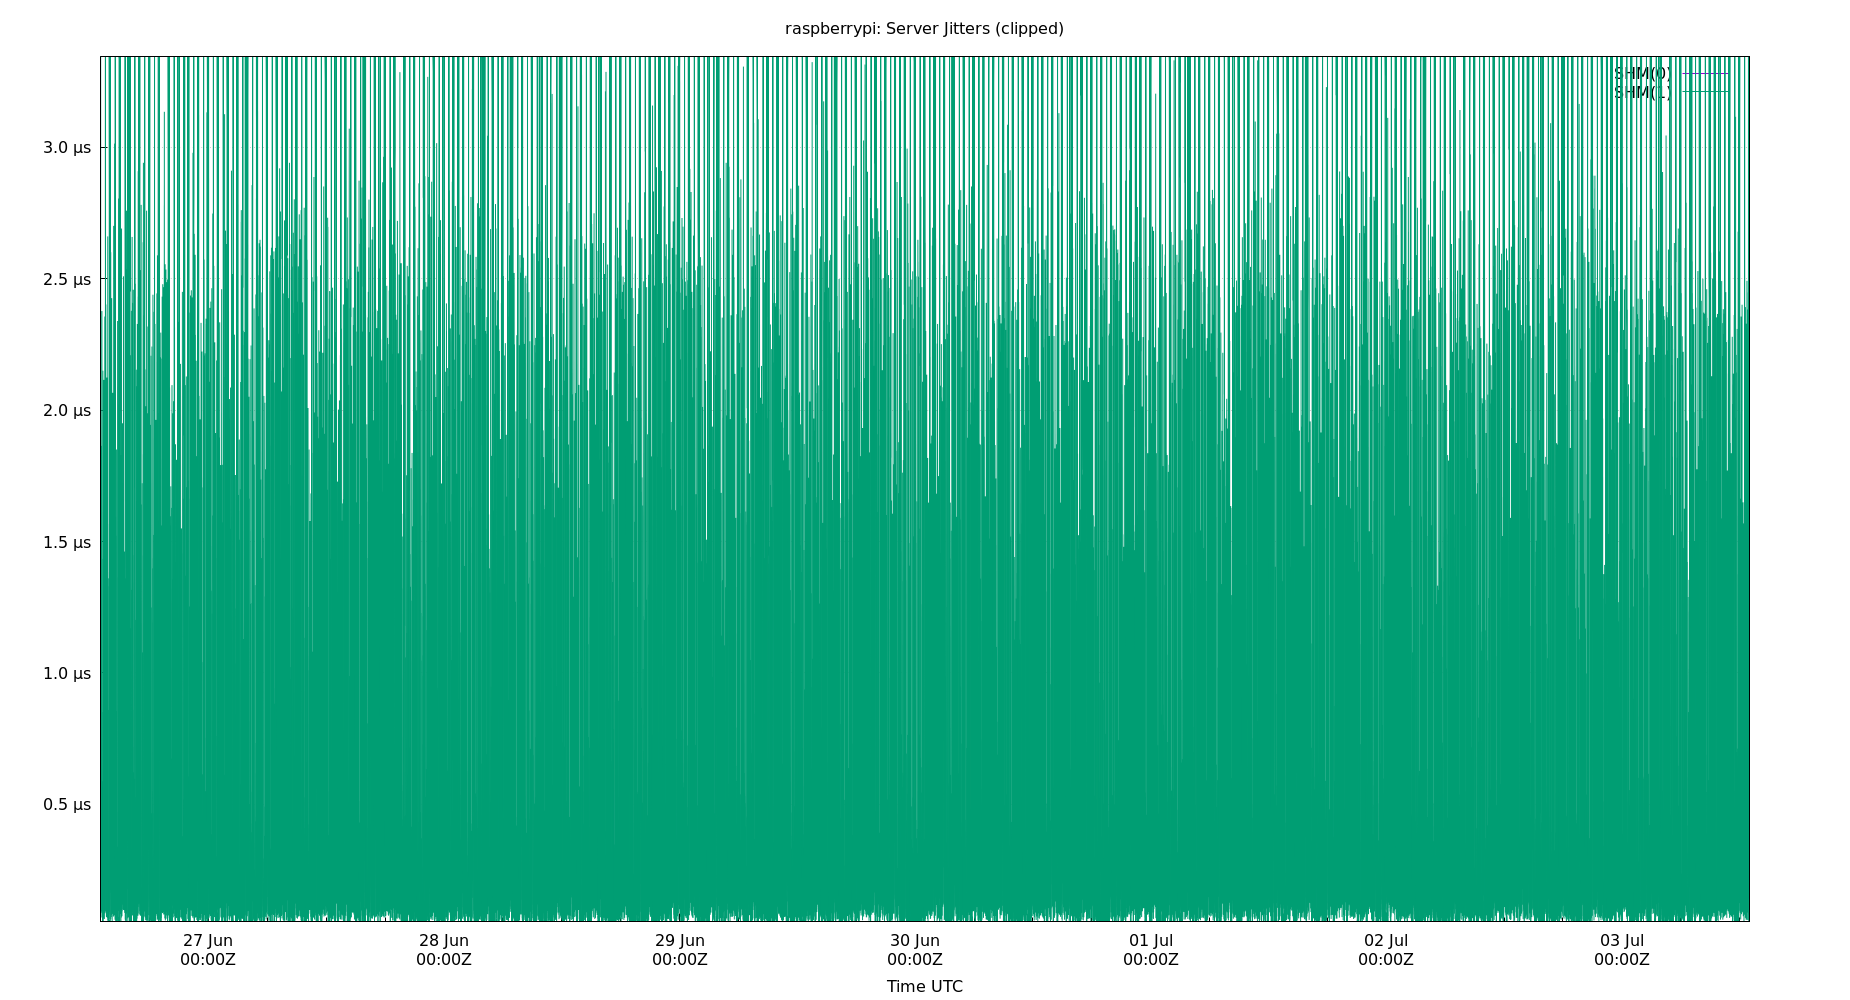 raspberrypi: Server Jitters (clipped)
SHM(0)
SHM(1)
3.0 µs
2.5 µs
2.0 µs
1.5 µs
1.0 µs
0.5 µs
27 Jun 28 Jun 29 Jun 30 Jun 01 Jul 02 Jul 03 Jul
00:00Z 00:00Z 00:00Z 00:00Z 00:00Z 00:00Z 00:00Z
Time UTC